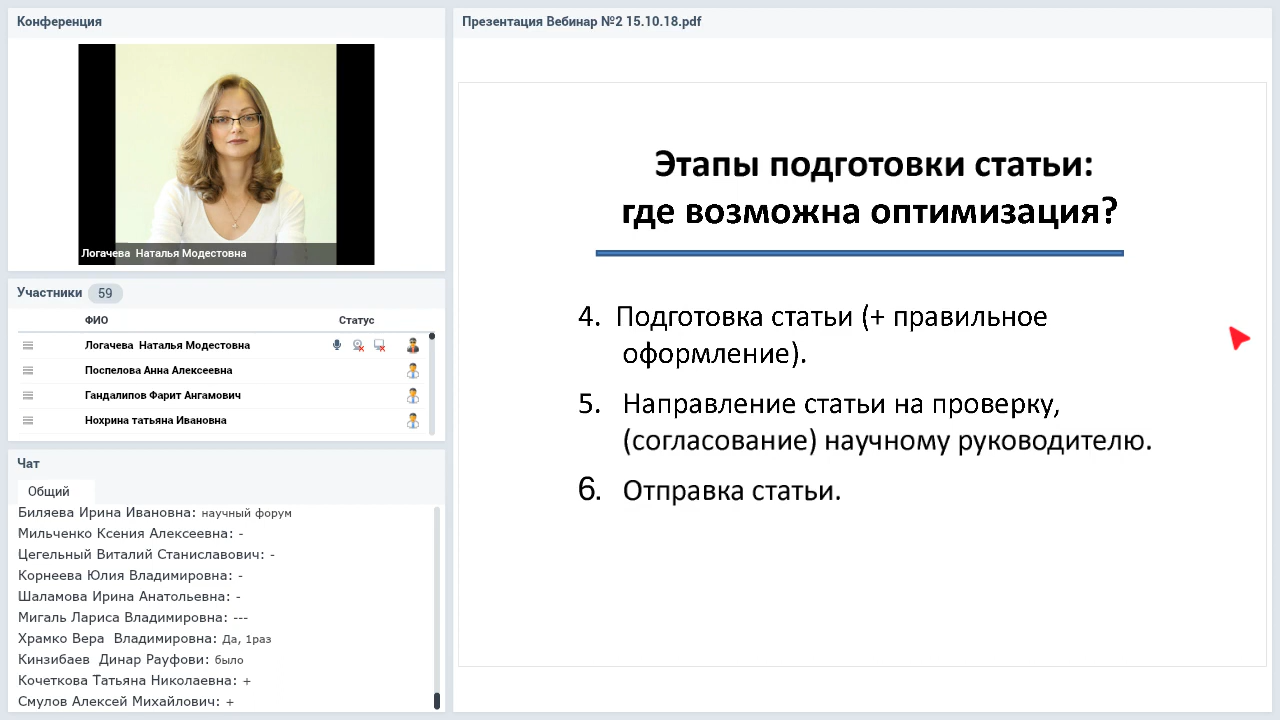 Конференция
Логачева  Наталья Модестовна
Участники 59
ФИО Статус
Логачева  Наталья Модестовна
Поспелова Анна Алексеевна
Гандалипов Фарит Ангамович
Нохрина татьяна Ивановна
Чат
Общий
Биляева Ирина Ивановна: научный форум
Мильченко Ксения Алексеевна: -
Цегельный Виталий Станиславович: -
Корнеева Юлия Владимировна: -
Шаламова Ирина Анатольевна: -
Мигаль Лариса Владимировна: ---
Храмко Вера  Владимировна: Да, 1раз
Кинзибаев  Динар Рауфови: было
Кочеткова Татьяна Николаевна: +
Смулов Алексей Михайлович: +
Презентация Вебинар №2 15.10.18.pdf
Этапы подготовки статьи:
где возможна оптимизация?
4. Подготовка статьи (+ правильное
оформление).
5. Направление статьи на проверку,
(согласование) научному руководителю.
6. Отправка статьи.